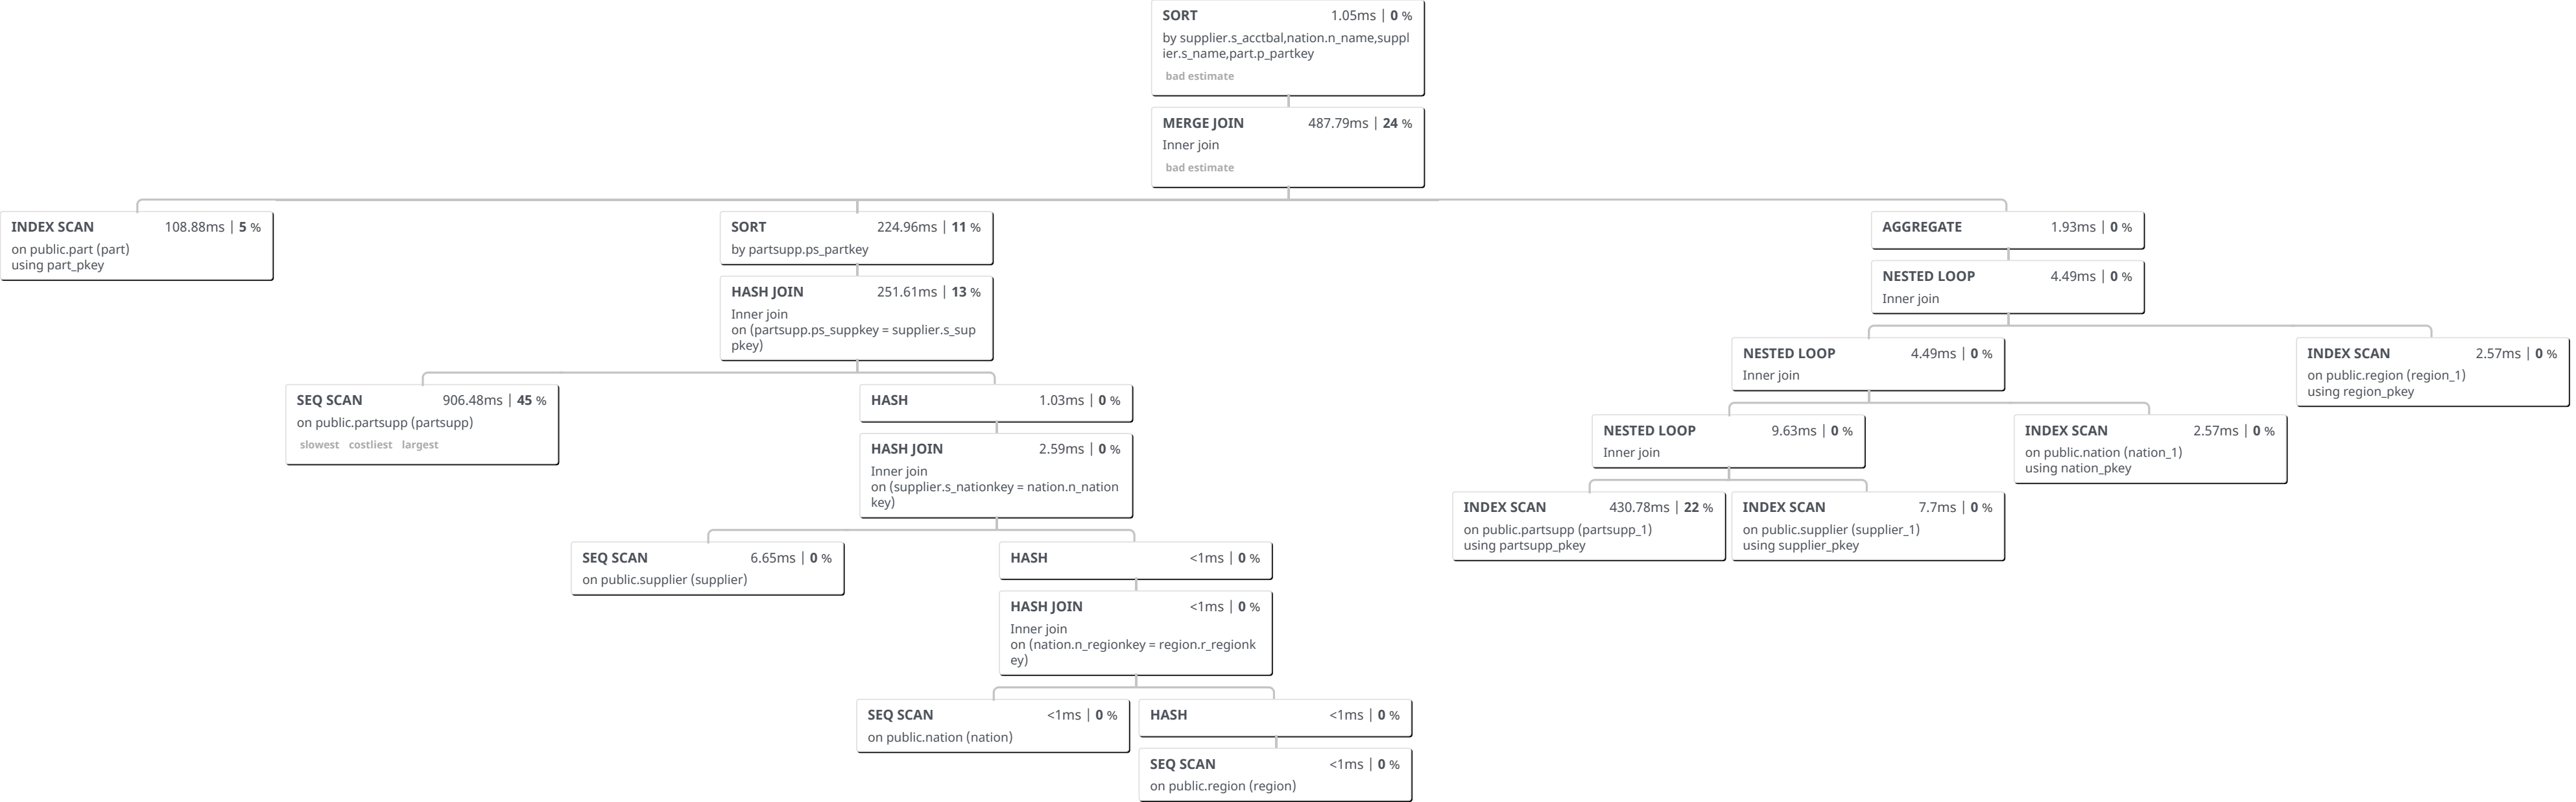 SORT 1.05ms | 0 %
by supplier.s_acctbal,nation.n_name,suppl
ier.s_name,part.p_partkey
bad estimate
MERGE JOIN 487.79ms | 24 %
Inner join
bad estimate
INDEX SCAN 108.88ms | 5 %
on public.part (part)
using part_pkey
SORT 224.96ms | 11 %
by partsupp.ps_partkey
HASH JOIN 251.61ms | 13 %
Inner join
on (partsupp.ps_suppkey = supplier.s_sup
pkey)
SEQ SCAN 906.48ms | 45 %
on public.partsupp (partsupp)
slowest costliest largest
HASH 1.03ms | 0 %
HASH JOIN 2.59ms | 0 %
Inner join
on (supplier.s_nationkey = nation.n_nation
key)
SEQ SCAN 6.65ms | 0 %
on public.supplier (supplier)
HASH <1ms | 0 %
HASH JOIN <1ms | 0 %
Inner join
on (nation.n_regionkey = region.r_regionk
ey)
SEQ SCAN <1ms | 0 %
on public.nation (nation)
HASH <1ms | 0 %
SEQ SCAN <1ms | 0 %
on public.region (region)
AGGREGATE 1.93ms | 0 %
NESTED LOOP 4.49ms | 0 %
Inner join
NESTED LOOP 4.49ms | 0 %
Inner join
NESTED LOOP 9.63ms | 0 %
Inner join
INDEX SCAN 430.78ms | 22 %
on public.partsupp (partsupp_1)
using partsupp_pkey
INDEX SCAN 7.7ms | 0 %
on public.supplier (supplier_1)
using supplier_pkey
INDEX SCAN 2.57ms | 0 %
on public.nation (nation_1)
using nation_pkey
INDEX SCAN 2.57ms | 0 %
on public.region (region_1)
using region_pkey